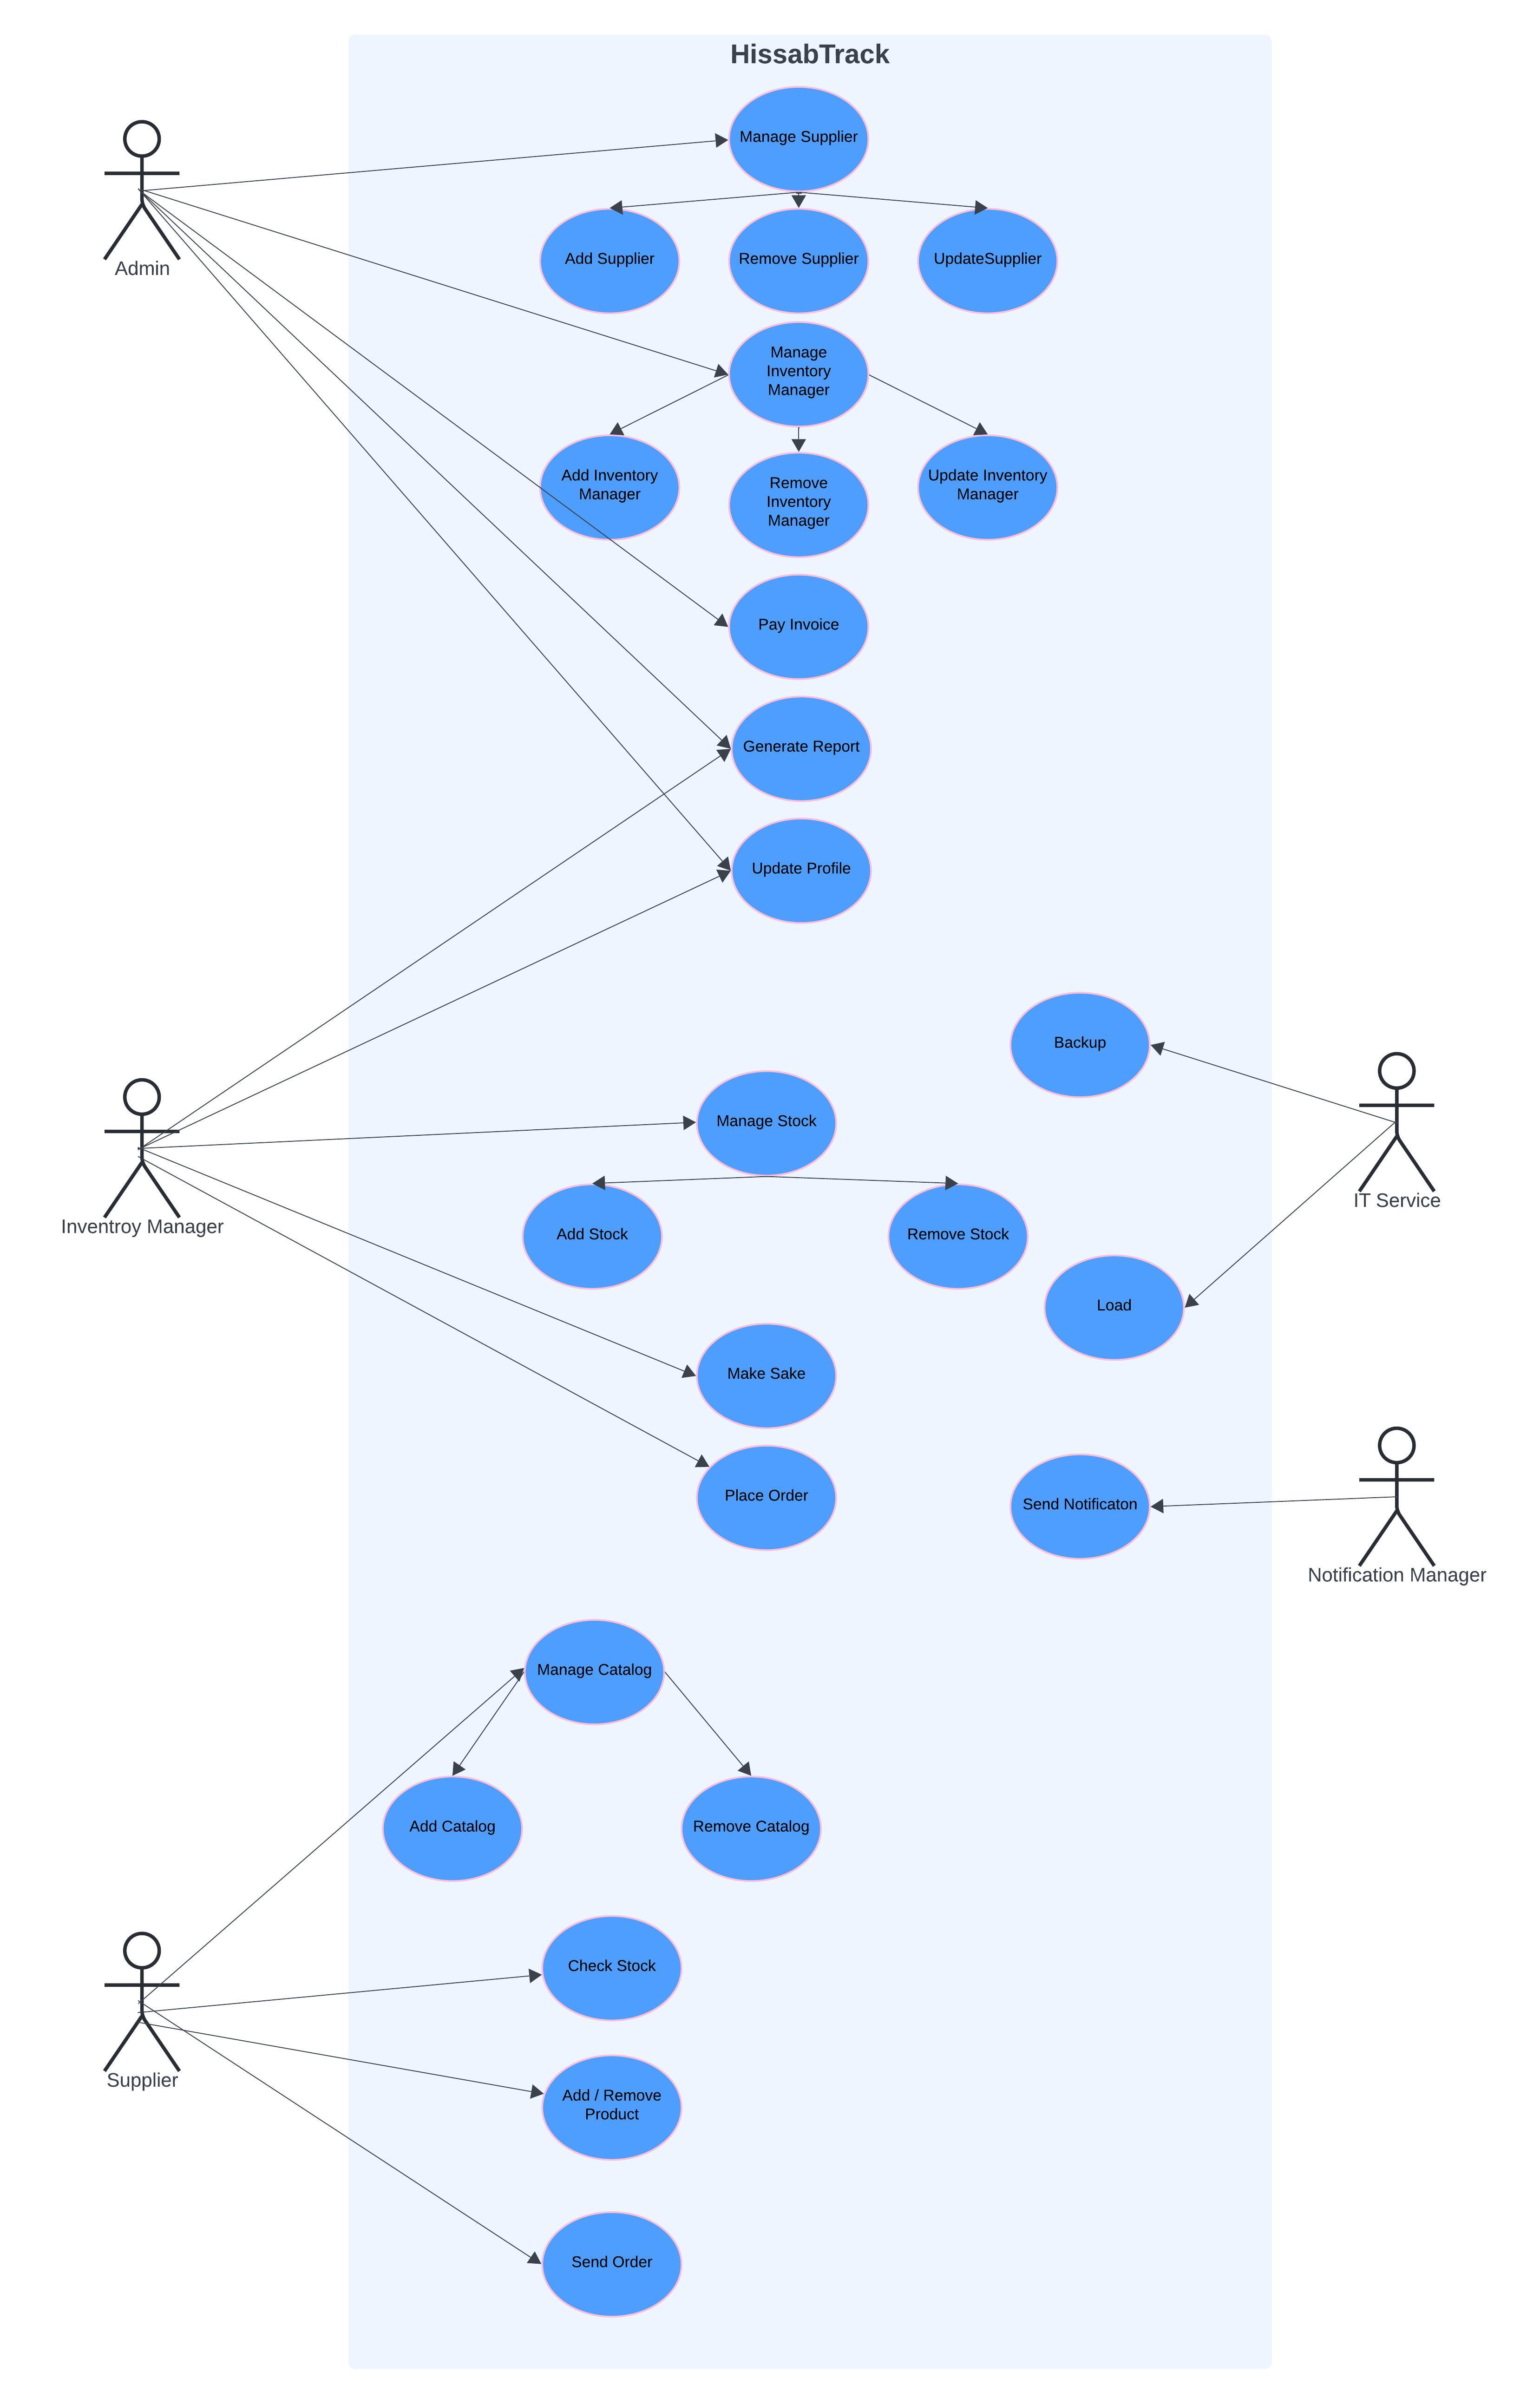 HissabTrack
Manage Supplier
Admin
Add Supplier
Remove Supplier
UpdateSupplier
Manage
Inventory
Manager
Add Inventory
Manager
Remove
Inventory
Manager
Update Inventory
Manager
Pay Invoice
Generate Report
Update Profile
Backup
Manage Stock
IT Service
Inventroy Manager
Add Stock
Remove Stock
Load
Make Sake
Place Order
Send Notificaton
Notification Manager
Manage Catalog
Add Catalog
Remove Catalog
Check Stock
Supplier
Add / Remove
Product
Send Order